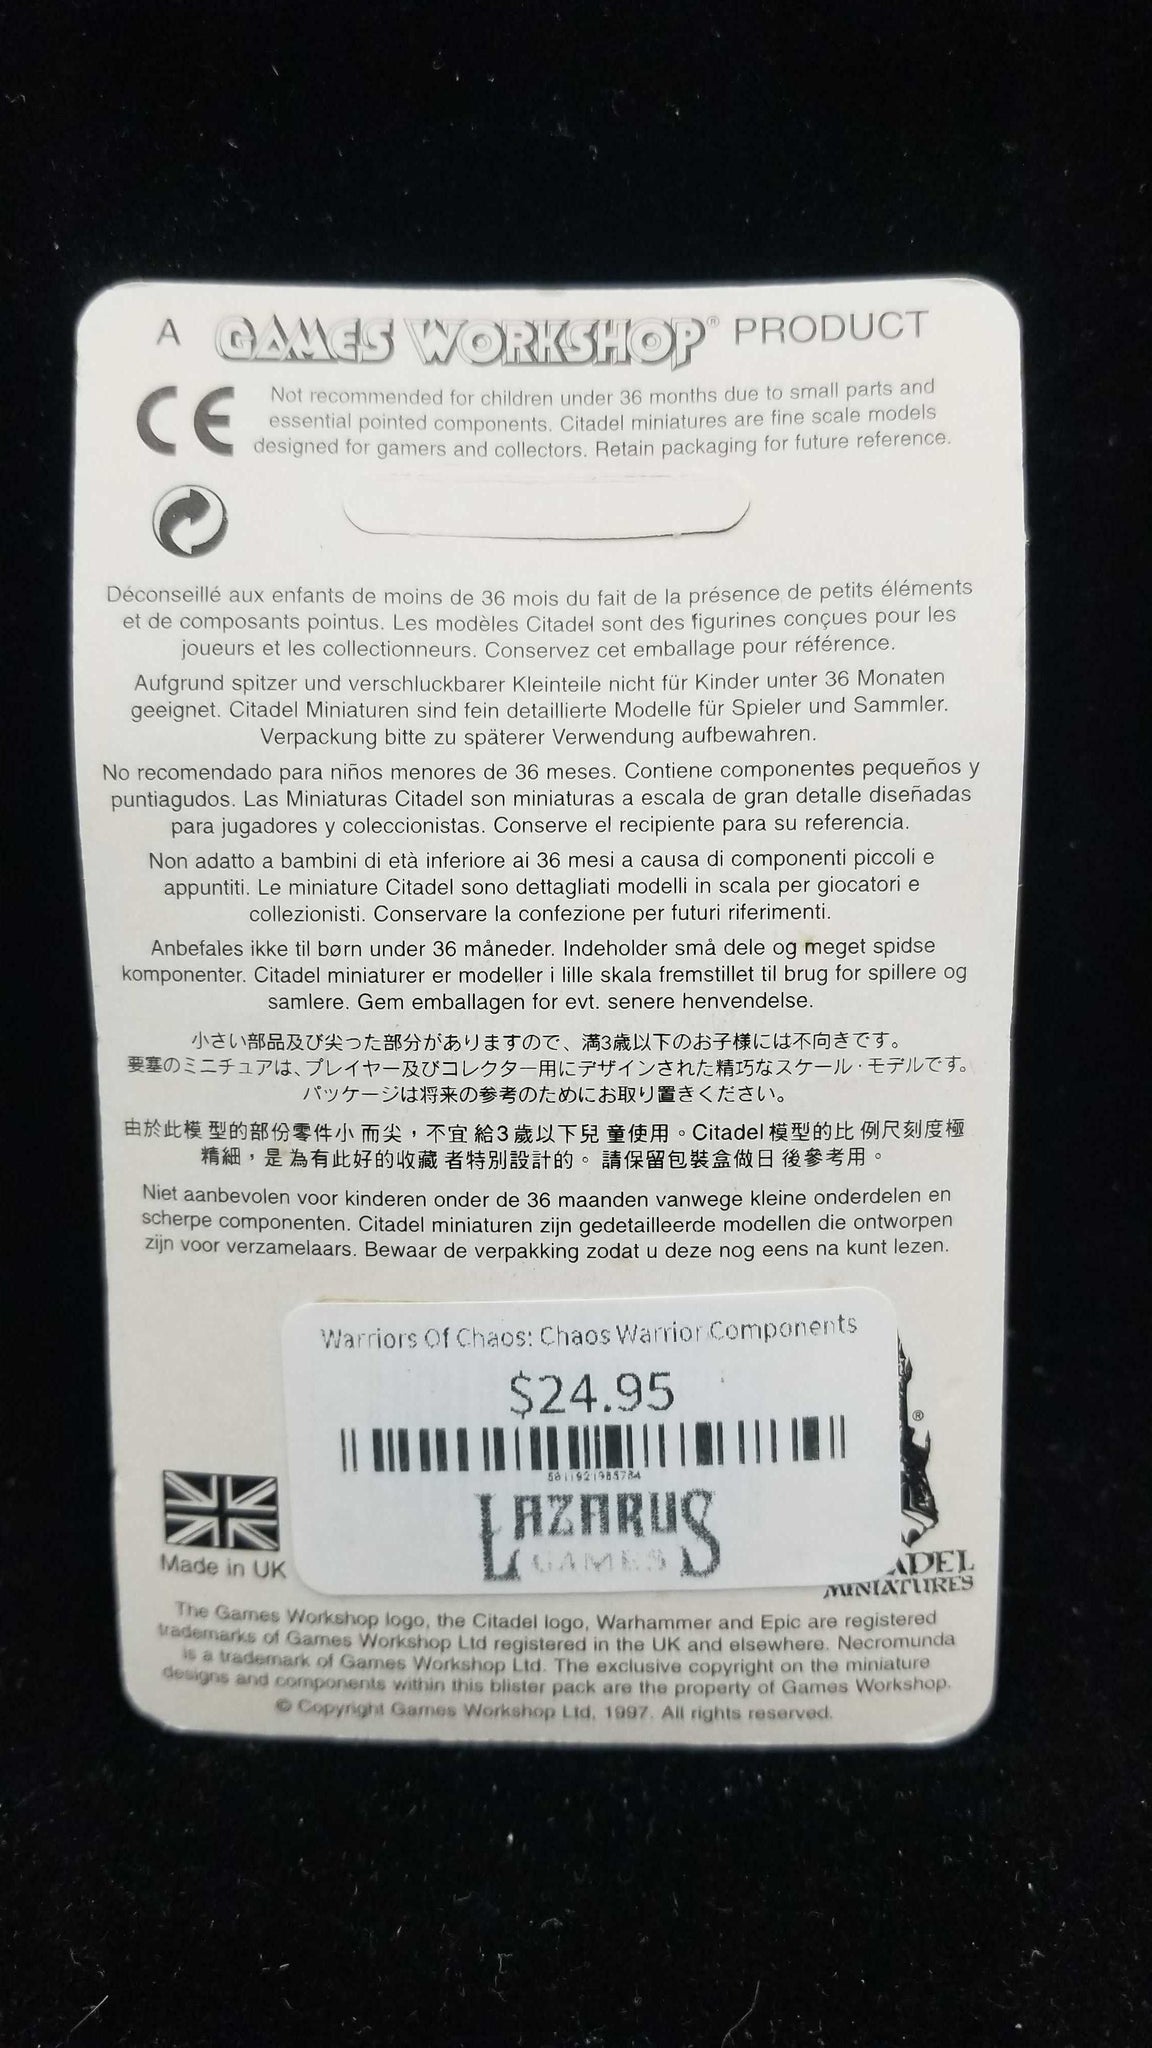 A GAMES WORKSHOP® PRODUCT
CE
Not recommended for children under 36 months due to small parts and
essential pointed components. Citadel miniatures are fine scale models
designed for gamers and collectors. Retain packaging for future reference.
Déconseillé aux enfants de moins de 36 mois du fait de la présence de petits éléments
et de composants pointus. Les modèles Citadel sont des figurines conçues pour les
joueurs et les collectionneurs. Conservez cet emballage pour référence.
Aufgrund spitzer und verschluckbarer Kleinteile nicht für Kinder unter 36 Monaten
geeignet. Citadel Miniaturen sind fein detaillierte Modelle für Spieler und Sammler.
Verpackung bitte zu späterer Verwendung aufbewahren.
No recomendado para niños menores de 36 meses. Contiene componentes pequeños y
puntiagudos. Las Miniaturas Citadel son miniaturas a escala de gran detalle diseñadas
para jugadores y coleccionistas. Conserve el recipiente para su referencia.
Non adatto a bambini di età inferiore ai 36 mesi a causa di componenti piccoli e
appuntiti. Le miniature Citadel sono dettagliati modelli in scala per giocatori e
collezionisti. Conservare la confezione per futuri riferimenti.
Anbefales ikke til børn under 36 måneder. Indeholder små dele og meget spidse
komponenter. Citadel miniaturer er modeller i lille skala fremstillet til brug for spillere og
samlere. Gem emballagen for evt. senere henvendelse.
小さい部品及び尖った部分がありますので、満3歳以下のお子様には不向きです。
要塞のミニチュアは、プレイヤー及びコレクター用にデザインされた精巧なスケール・モデルです。
パッケージは将来の参考のためにお取り置きください。
由於此模型的部份零件小而尖，不宜給3歲以下兒童使用。Citadel模型的比例尺刻度極
精細，是為有此好的收藏者特別設計的。請保留包裝盒做日後參考用。
Niet aanbevolen voor kinderen onder de 36 maanden vanwege kleine onderdelen en
scherpe componenten. Citadel miniaturen zijn gedetailleerde modellen die ontworpen
zijn voor verzamelaars. Bewaar de verpakking zodat u deze nog eens na kunt lezen.
Warriors Of Chaos: Chaos Warrior Components
$24.95
5011921985784
LAZARUS
GAMES
®
ADEL
MINIATURES
Made in UK
The Games Workshop logo, the Citadel logo, Warhammer and Epic are registered
trademarks of Games Workshop Ltd registered in the UK and elsewhere. Necromunda
is a trademark of Games Workshop Ltd. The exclusive copyright on the miniature
designs and components within this blister pack are the property of Games Workshop.
© Copyright Games Workshop Ltd, 1997. All rights reserved.